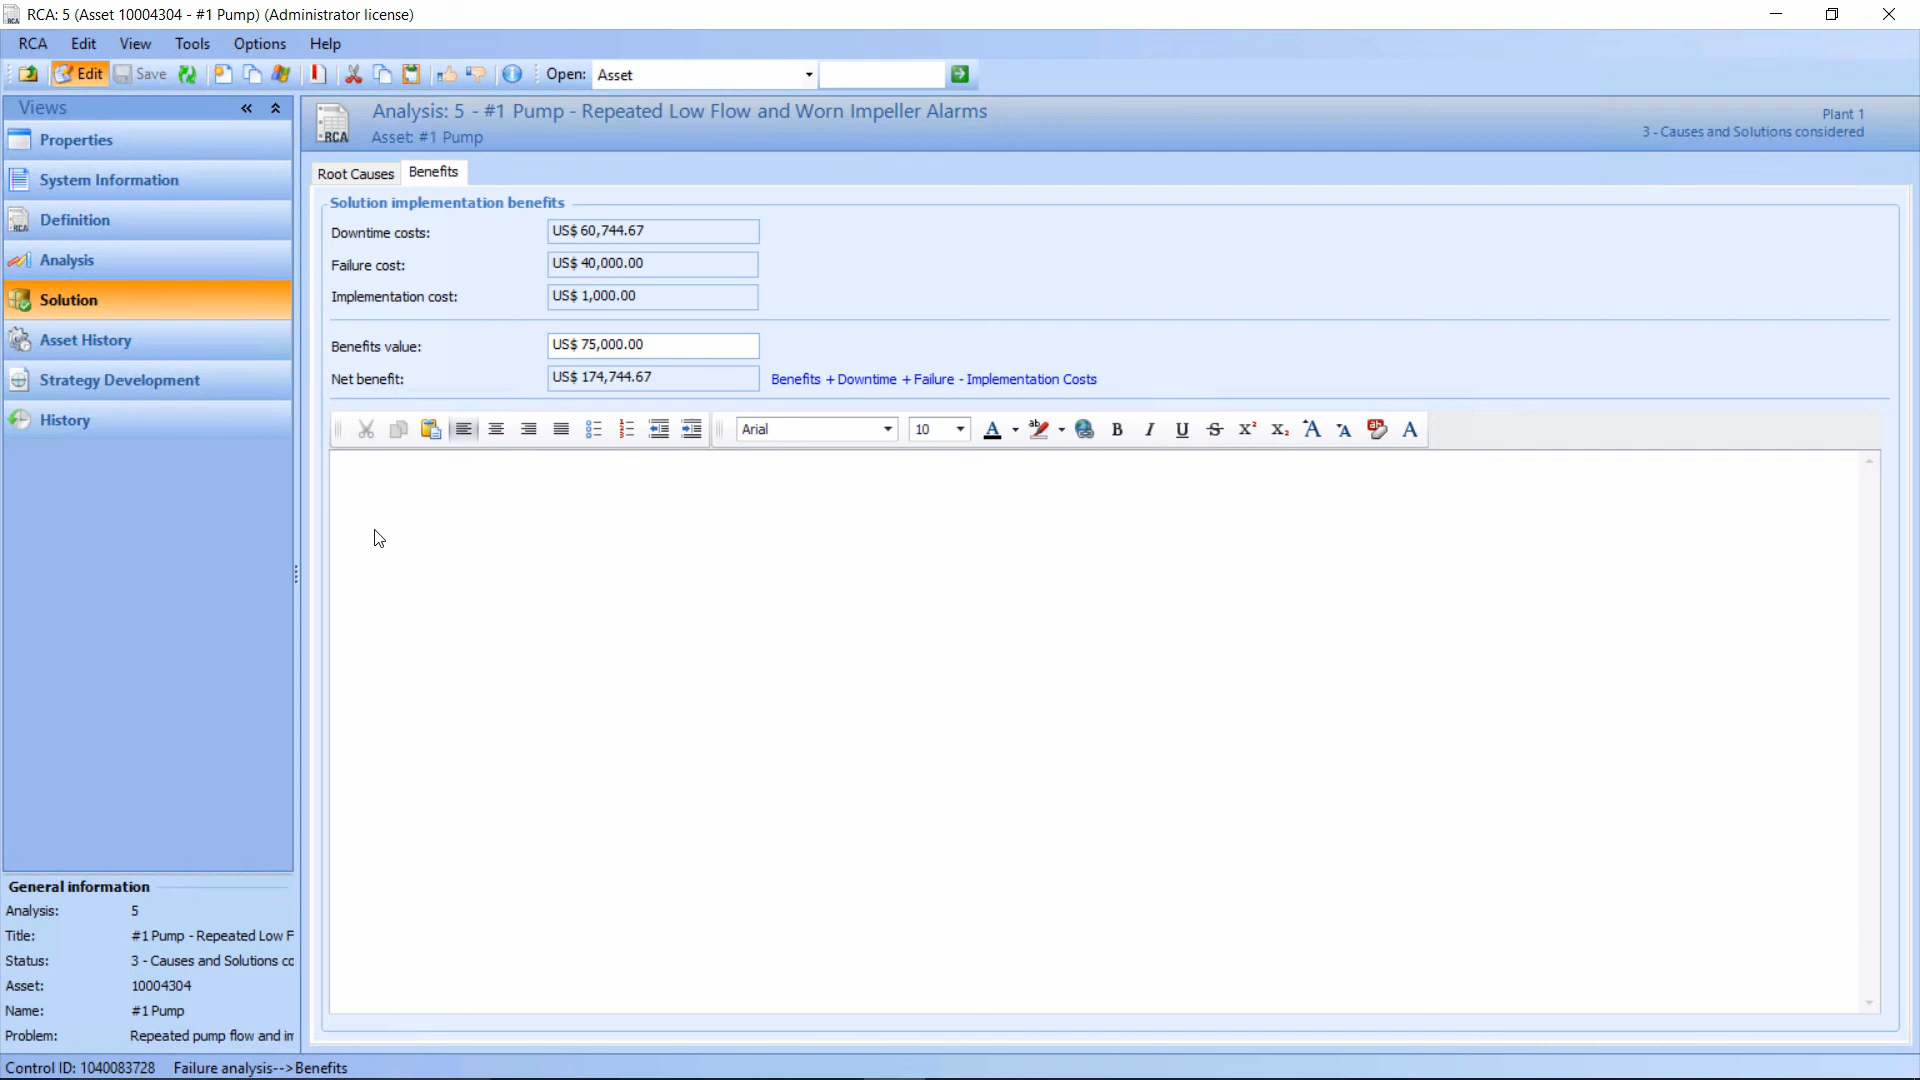 RCA: 5 (Asset 10004304 - #1 Pump) (Administrator license)
RCA Edit View Tools Options Help
Edit Save Open: Asset
Views
Properties
System Information
Definition
Analysis
Solution
Asset History
Strategy Development
History
RCA
Analysis: 5 - #1 Pump - Repeated Low Flow and Worn Impeller Alarms
Asset: #1 Pump
Plant 1
3 - Causes and Solutions considered
Root Causes Benefits
Solution implementation benefits
Downtime costs: US$ 60,744.67
Failure cost: US$ 40,000.00
Implementation cost: US$ 1,000.00
Benefits value: US$ 75,000.00
Net benefit: US$ 174,744.67 Benefits + Downtime + Failure - Implementation Costs
Arial 10
General information
Analysis: 5
Title: #1 Pump - Repeated Low F
Status: 3 - Causes and Solutions cc
Asset: 10004304
Name: #1 Pump
Problem: Repeated pump flow and in
Control ID: 1040083728 Failure analysis-->Benefits